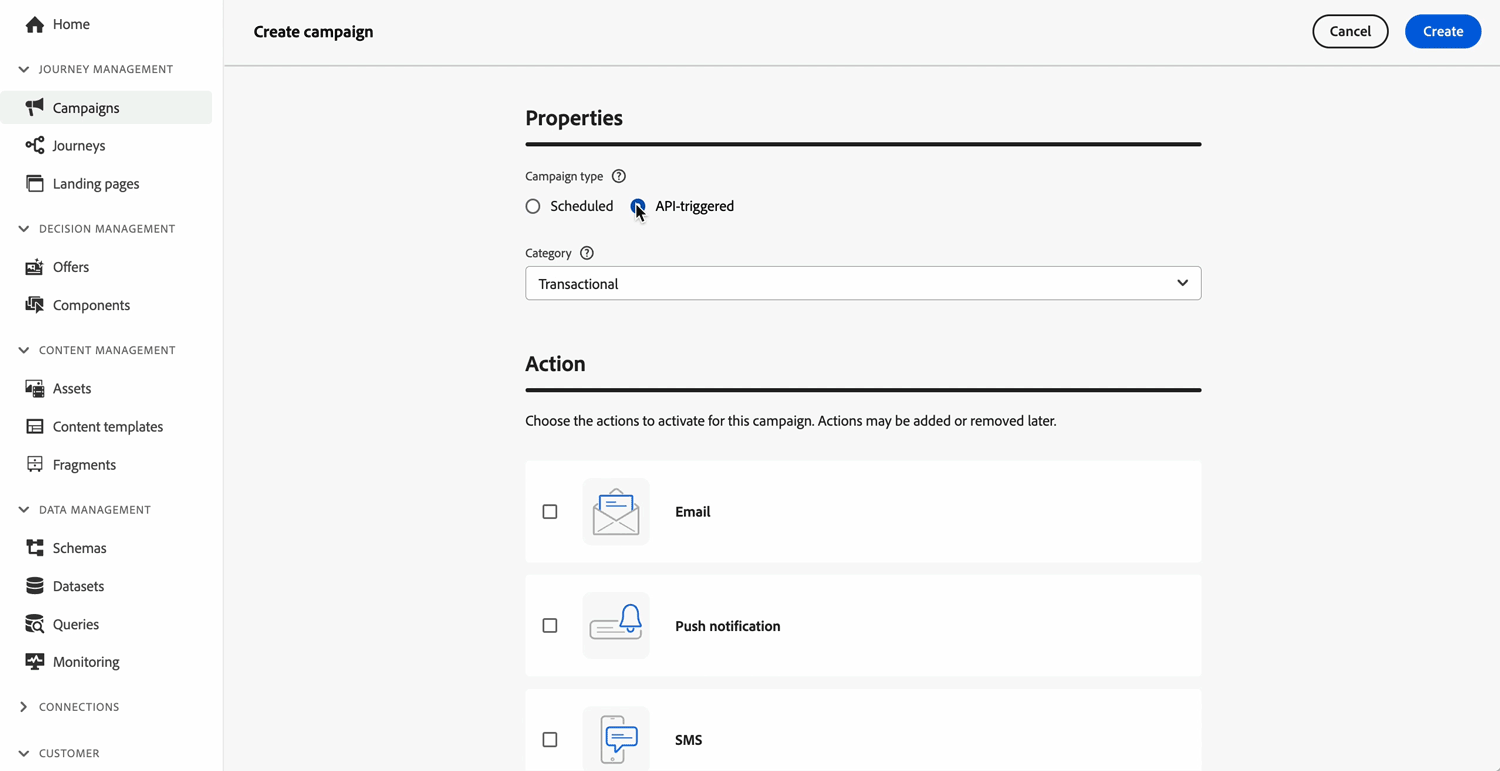 Home
JOURNEY MANAGEMENT
Campaigns
Journeys
Landing pages
DECISION MANAGEMENT
Offers
Components
CONTENT MANAGEMENT
Assets
Content templates
Fragments
DATA MANAGEMENT
Schemas
Datasets
Queries
Monitoring
CONNECTIONS
CUSTOMER
Create campaign
Cancel
Create
Properties
Campaign type ?
Scheduled API-triggered
Category ?
Transactional
Action
Choose the actions to activate for this campaign. Actions may be added or removed later.
Email
Push notification
SMS